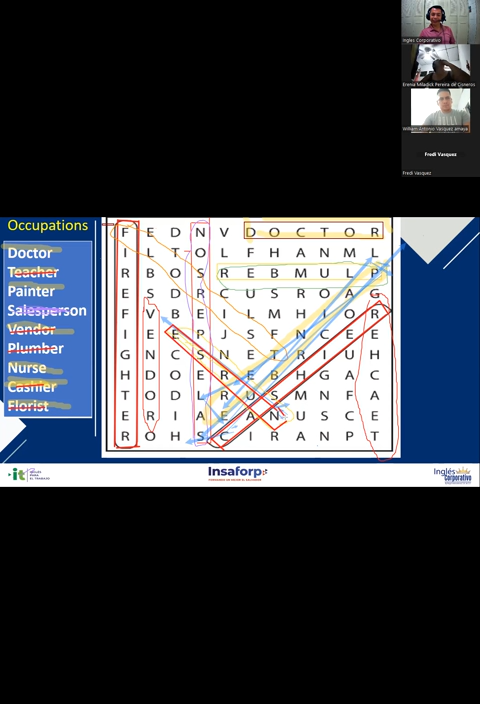 Inglés Corporativo
Erena Miladick Pereira de Cisneros
William Antonio Vasquez amaya
Fredi Vasquez
Fredi Vasquez
Occupations
Doctor
Teacher
Painter
Salesperson
Vendor
Plumber
Nurse
Cashier
Florist
F E D N V D O C T O R
I L T O L F H A N M L
R B O S R E B M U L P
E S D R C U S R O A G
F V B E I L M H I O R
I E E P J S F N C E E
G N C S N E T R I U H
H D O E R E B H G A C
T O D L R U S M N F A
E R I A E A N U S C E
R O H S C I R A N P T
it
Insaforp
Inglés
corporativo